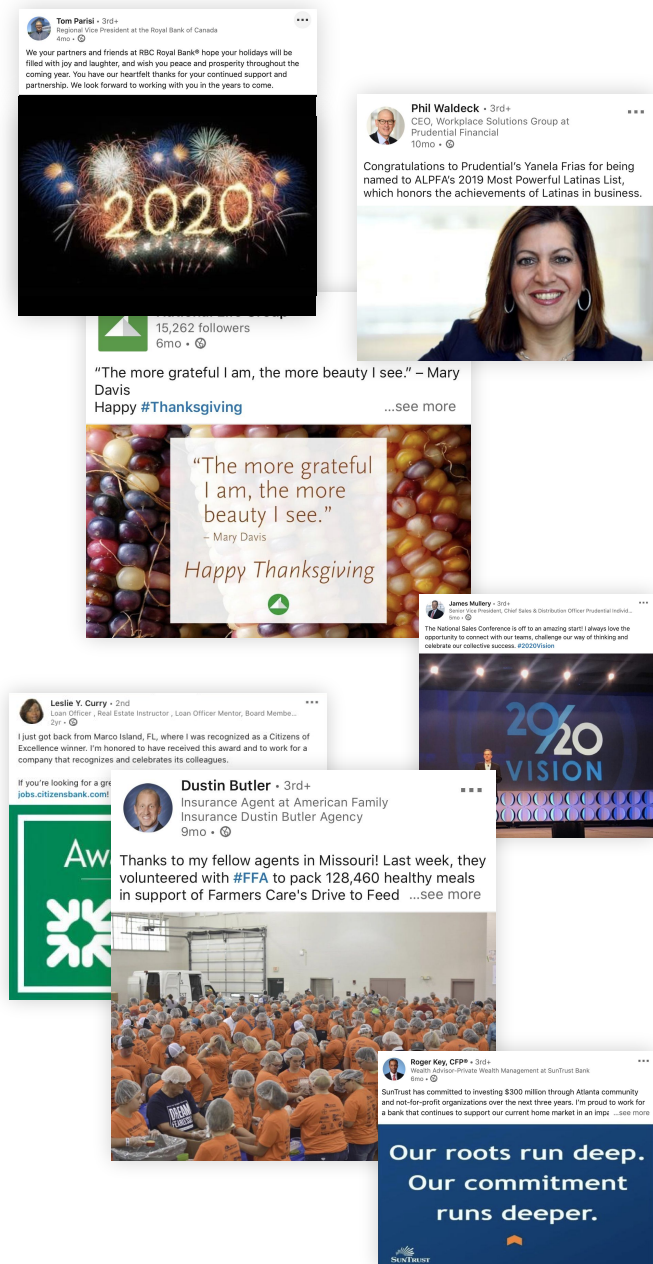 Tom Parisi • 3rd+
Regional Vice President at the Royal Bank of Canada
4mo •
We your partners and friends at RBC Royal Bank® hope your holidays will be
filled with joy and laughter, and wish you peace and prosperity throughout the
coming year. You have our heartfelt thanks for your continued support and
partnership. We look forward to working with you in the years to come.
2020
Phil Waldeck • 3rd+
CEO, Workplace Solutions Group at
Prudential Financial
10mo •
Congratulations to Prudential's Yanela Frias for being
named to ALPFA's 2019 Most Powerful Latinas List,
which honors the achievements of Latinas in business.
National Life Group
15,262 followers
6mo •
“The more grateful I am, the more beauty I see.” – Mary
Davis
Happy #Thanksgiving ...see more
“The more grateful
I am, the more
beauty I see.”
– Mary Davis
Happy Thanksgiving
James Mullery • 3rd+
Senior Vice President, Chief Sales & Distribution Officer Prudential Individ...
5mo •
The National Sales Conference is off to an amazing start! I always love the
opportunity to connect with our teams, challenge our way of thinking and
celebrate our collective success. #2020Vision
20/20
VISION
Leslie Y. Curry • 2nd
Loan Officer , Real Estate Instructor , Loan Officer Mentor, Board Membe...
2yr •
I just got back from Marco Island, FL, where I was recognized as a Citizens of
Excellence winner. I'm honored to have received this award and to work for a
company that recognizes and celebrates its colleagues.
If you're looking for a gre
jobs.citizensbank.com!
Aw
Dustin Butler • 3rd+
Insurance Agent at American Family
Insurance Dustin Butler Agency
9mo •
Thanks to my fellow agents in Missouri! Last week, they
volunteered with #FFA to pack 128,460 healthy meals
in support of Farmers Care's Drive to Feed ...see more
DREAM
FEARLESSLY
Roger Key, CFP® • 3rd+
Wealth Advisor-Private Wealth Management at SunTrust Bank
6mo •
SunTrust has committed to investing $300 million through Atlanta community
and not-for-profit organizations over the next three years. I'm proud to work for
a bank that continues to support our current home market in an impa ...see more
Our roots run deep.
Our commitment
runs deeper.
SUNTRUST